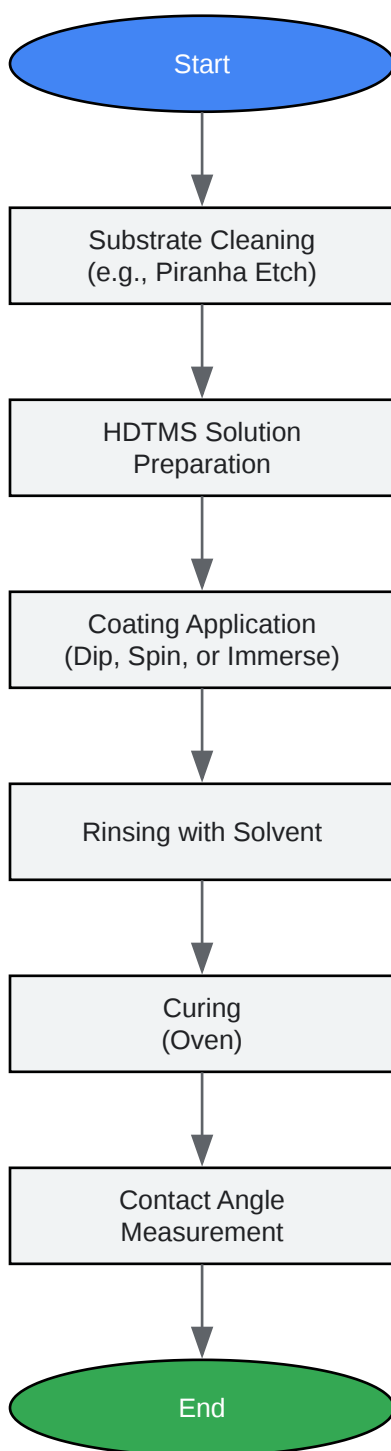 Start
Substrate Cleaning
(e.g., Piranha Etch)
HDTMS Solution
Preparation
Coating Application
(Dip, Spin, or Immerse)
Rinsing with Solvent
Curing
(Oven)
Contact Angle
Measurement
End